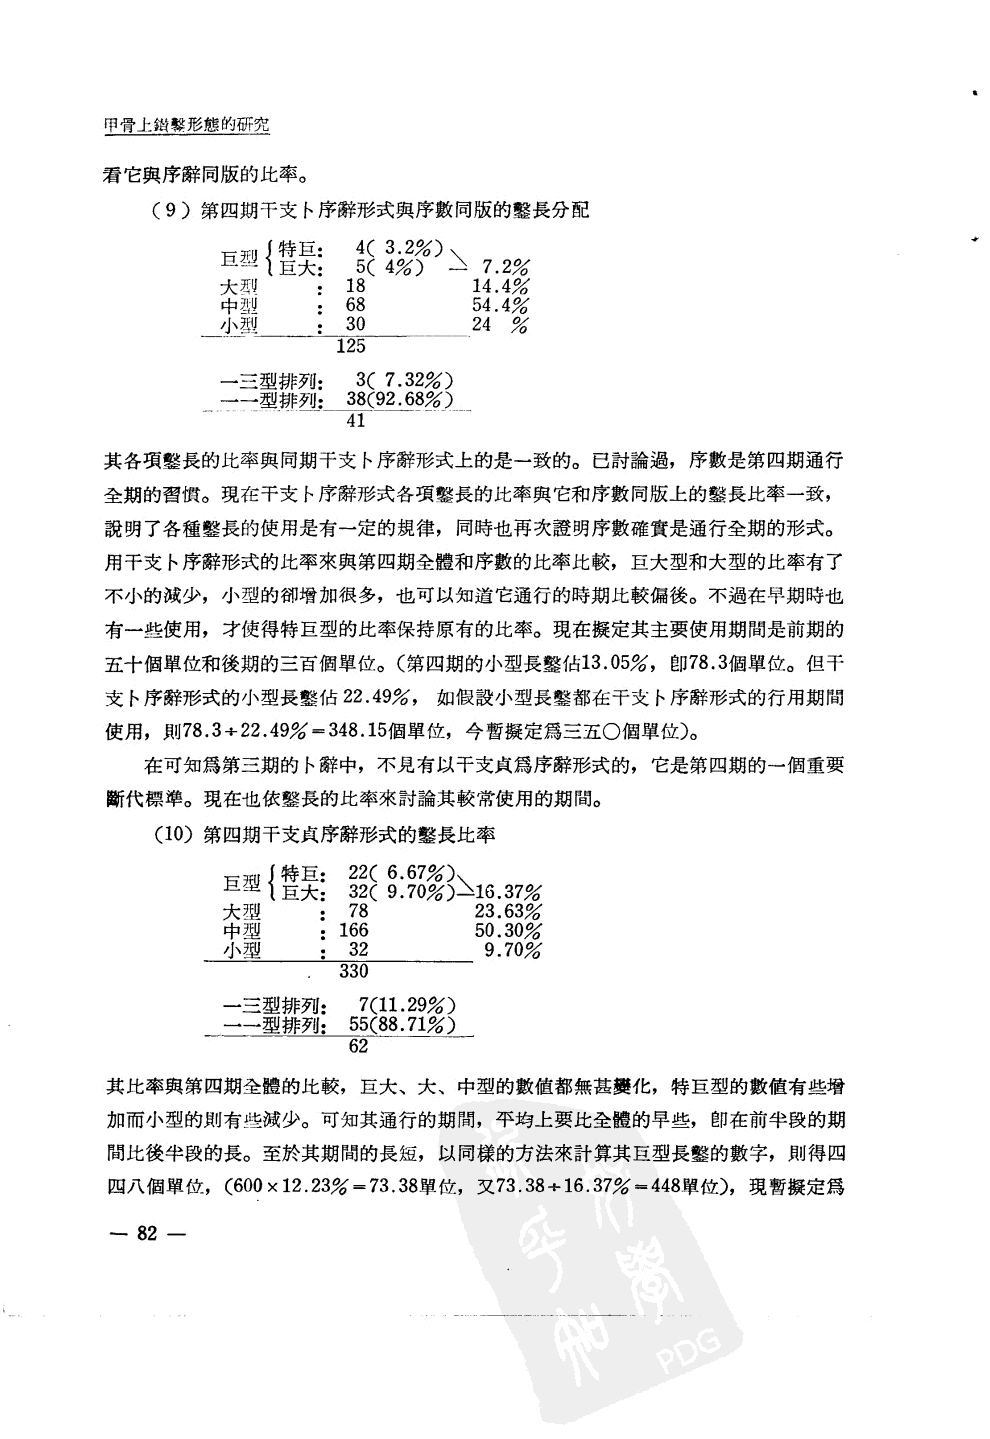 甲骨上鑽鑿形態的研究
看它與序辭同版的比率。
（9）第四期干支卜序辭形式與序數同版的鑿長分配
巨型{特巨： 4( 3.2%)
巨大： 5( 4%) 7.2%
大型 ： 18 14.4%
中型 ： 68 54.4%
小型 ： 30 24 %
125
一三型排列： 3( 7.32%)
一一型排列： 38(92.68%)
41
其各項鑿長的比率與同期干支卜序辭形式上的是一致的。已討論過，序數是第四期通行
全期的習慣。現在干支卜序辭形式各項鑿長的比率與它和序數同版上的鑿長比率一致，
說明了各種鑿長的使用是有一定的規律，同時也再次證明序數確實是通行全期的形式。
用干支卜序辭形式的比率來與第四期全體和序數的比率比較，巨大型和大型的比率有了
不小的減少，小型的卻增加很多，也可以知道它通行的時期比較偏後。不過在早期時也
有一些使用，才使得特巨型的比率保持原有的比率。現在擬定其主要使用期間是前期的
五十個單位和後期的三百個單位。（第四期的小型長鑿佔13.05%，卽78.3個單位。但干
支卜序辭形式的小型長鑿佔 22.49%， 如假設小型長鑿都在干支卜序辭形式的行用期間
使用，則78.3÷22.49%＝348.15個單位，今暫擬定爲三五〇個單位）。
在可知爲第三期的卜辭中，不見有以干支貞爲序辭形式的，它是第四期的一個重要
斷代標準。現在也依鑿長的比率來討論其較常使用的期間。
（10）第四期干支貞序辭形式的鑿長比率
巨型{特巨： 22( 6.67%)
巨大： 32( 9.70%) 16.37%
大型 ： 78 23.63%
中型 ：166 50.30%
小型 ： 32 9.70%
330
一三型排列： 7(11.29%)
一一型排列： 55(88.71%)
62
其比率與第四期全體的比較，巨大、大、中型的數値都無甚變化，特巨型的數値有些增
加而小型的則有些減少。可知其通行的期間，平均上要比全體的早些，卽在前半段的期
間比後半段的長。至於其期間的長短，以同樣的方法來計算其巨型長鑿的數字，則得四
四八個單位，（600×12.23%＝73.38單位，又73.38÷16.37%＝448單位），現暫擬定爲
— 82 —
PDG